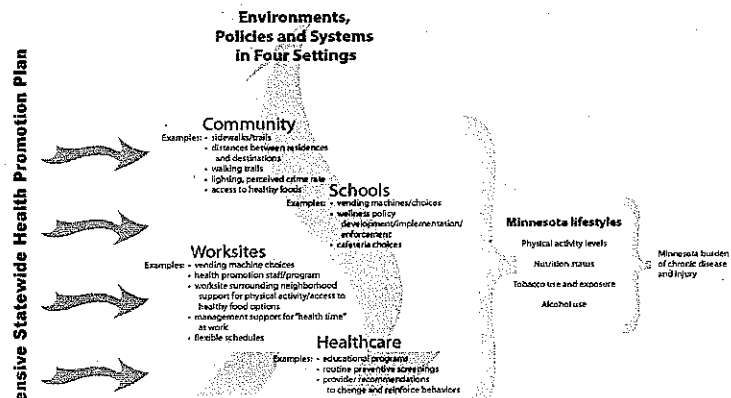 Environments,
Policies and Systems
in Four Settings
ensive Statewide Health Promotion Plan
Community
Examples: • sidewalks/trails
• distances between residences
and destinations
• walking trails
• lighting, perceived crime rate
• access to healthy foods
Schools
Examples: • vending machines/choices
• wellness policy
development/implementation/
enforcement
• cafeteria choices
Worksites
Examples: • vending machine choices
• health promotion staff/program
• worksite surrounding neighborhood
support for physical activity/access to
healthy food options
• management support for "health time"
at work
• flexible schedules
Healthcare
Examples: • educational programs
• routine preventive screenings
• provider recommendations
to change and reinforce behaviors
Minnesota lifestyles
Physical activity levels
Nutrition status
Tobacco use and exposure
Alcohol use
Minnesota burden
of chronic disease
and injury